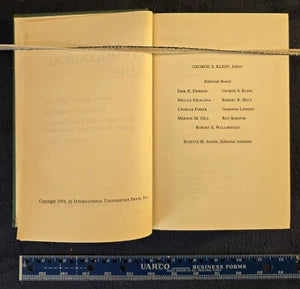 GEORGE S. KLEIN, Editor
Editorial Board
ERIK H. ERIKSON GEORGE S. KLEIN
SIBYLLE ESCALONA ROBERT R. HOLT
CHARLES FISHER GARDNER LINDZEY
MERTON M. GILL ROY SCHAFER
ROBERT S. WALLERSTEIN
SUZETTE H. ANNIN, Editorial Assistant
Copyright 1959, by INTERNATIONAL UNIVERSITIES PRESS, Inc.
UARCO BUSINESS FORMS